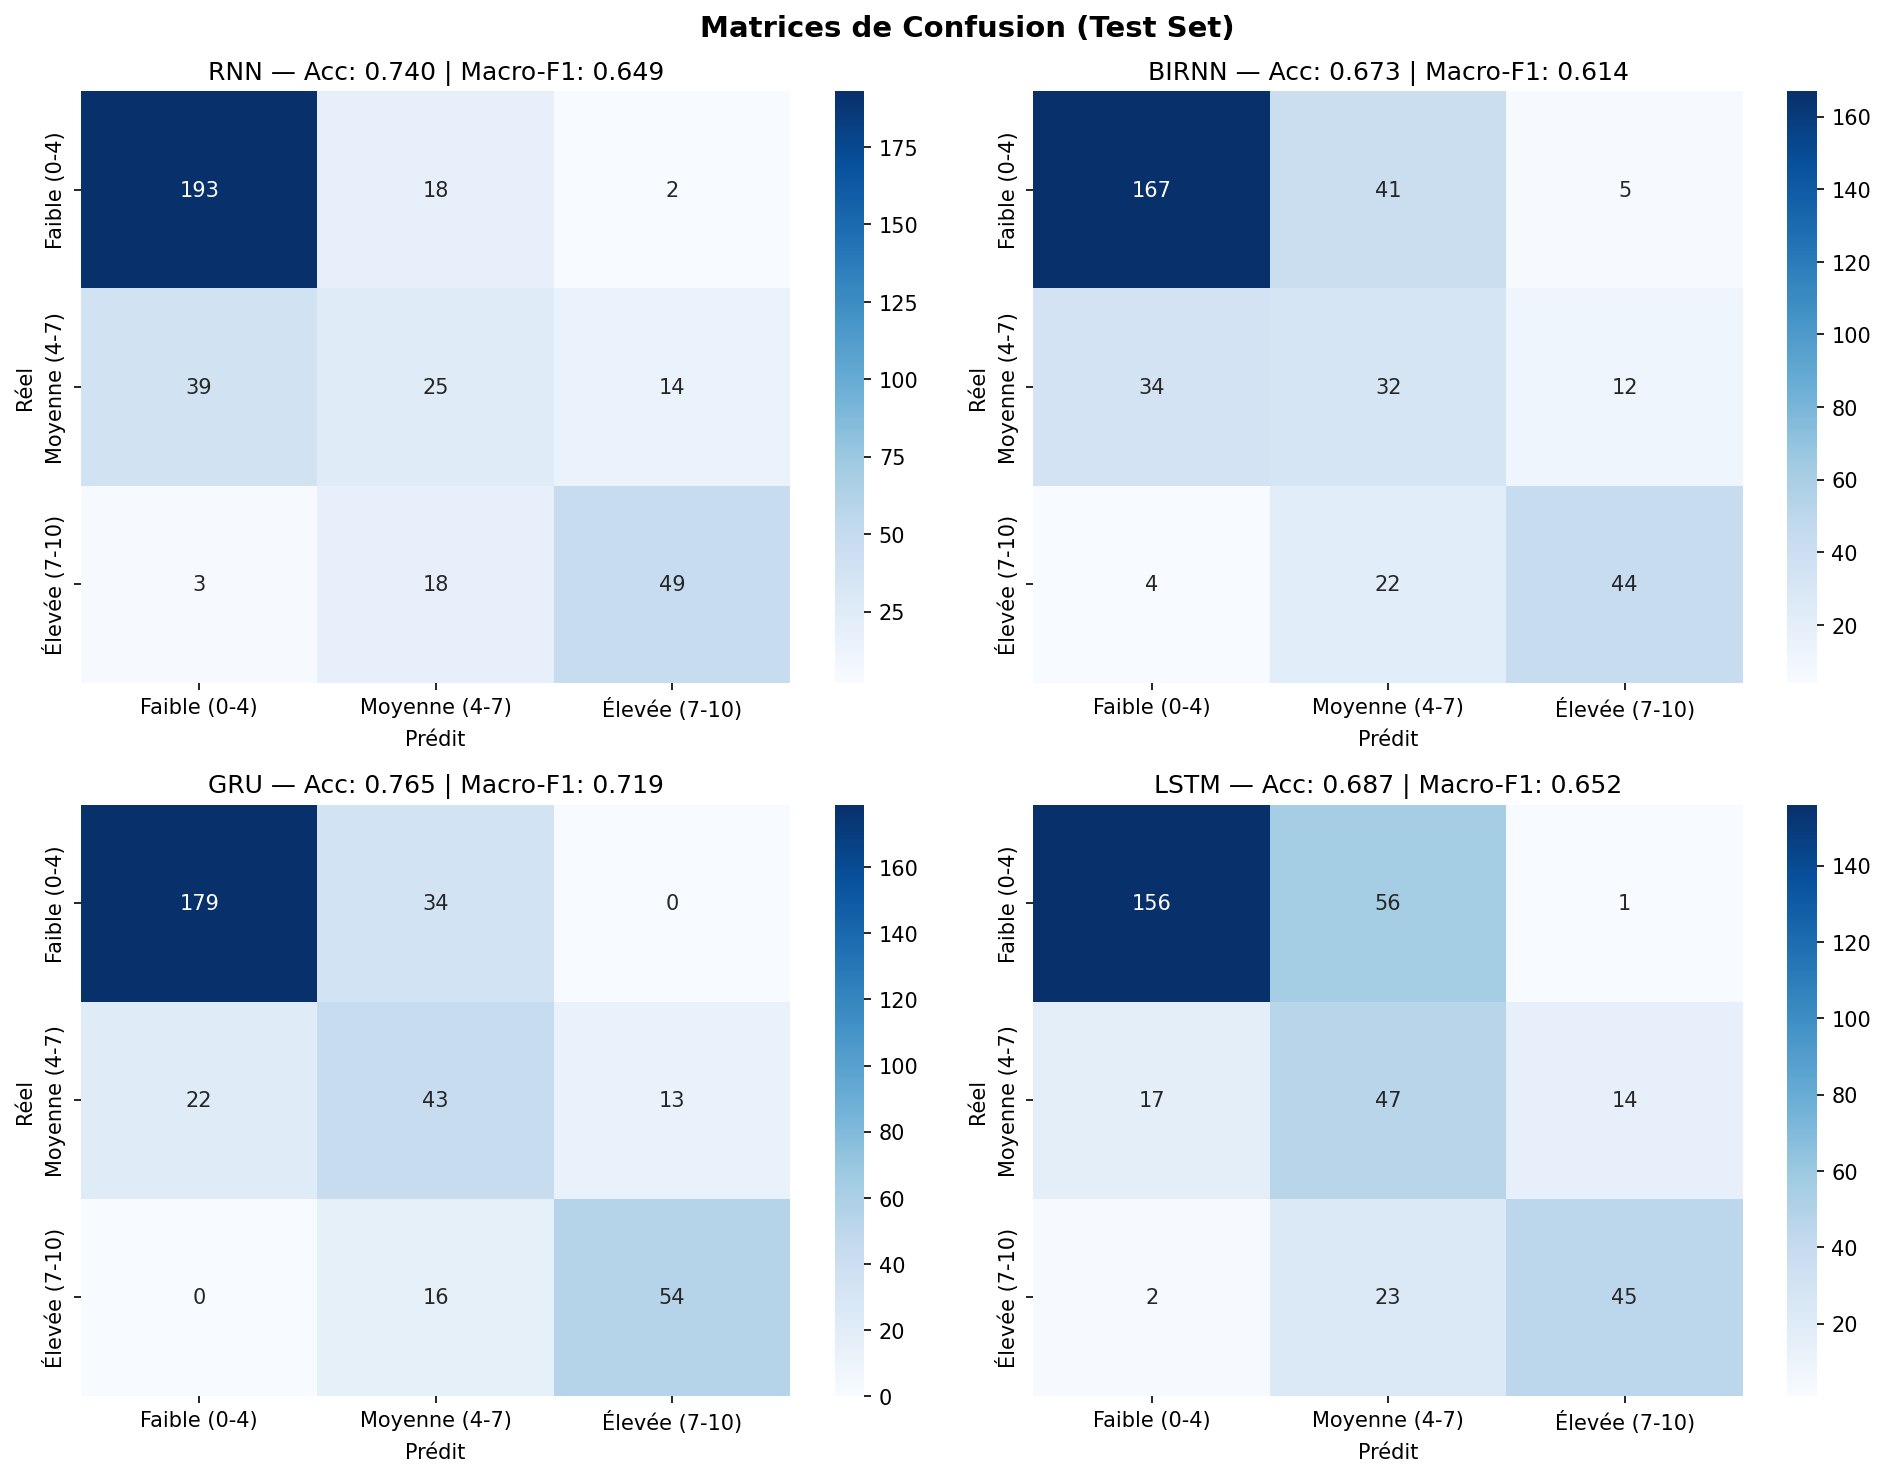 Matrices de Confusion (Test Set)
RNN — Acc: 0.740 | Macro-F1: 0.649
Réel
Faible (0-4)
Moyenne (4-7)
Élevée (7-10)
193 18 2
39 25 14
3 18 49
Faible (0-4) Moyenne (4-7) Élevée (7-10)
Prédit
175
150
125
100
75
50
25
BIRNN — Acc: 0.673 | Macro-F1: 0.614
Réel
Faible (0-4)
Moyenne (4-7)
Élevée (7-10)
167 41 5
34 32 12
4 22 44
Faible (0-4) Moyenne (4-7) Élevée (7-10)
Prédit
160
140
120
100
80
60
40
20
GRU — Acc: 0.765 | Macro-F1: 0.719
Réel
Faible (0-4)
Moyenne (4-7)
Élevée (7-10)
179 34 0
22 43 13
0 16 54
Faible (0-4) Moyenne (4-7) Élevée (7-10)
Prédit
160
140
120
100
80
60
40
20
0
LSTM — Acc: 0.687 | Macro-F1: 0.652
Réel
Faible (0-4)
Moyenne (4-7)
Élevée (7-10)
156 56 1
17 47 14
2 23 45
Faible (0-4) Moyenne (4-7) Élevée (7-10)
Prédit
140
120
100
80
60
40
20